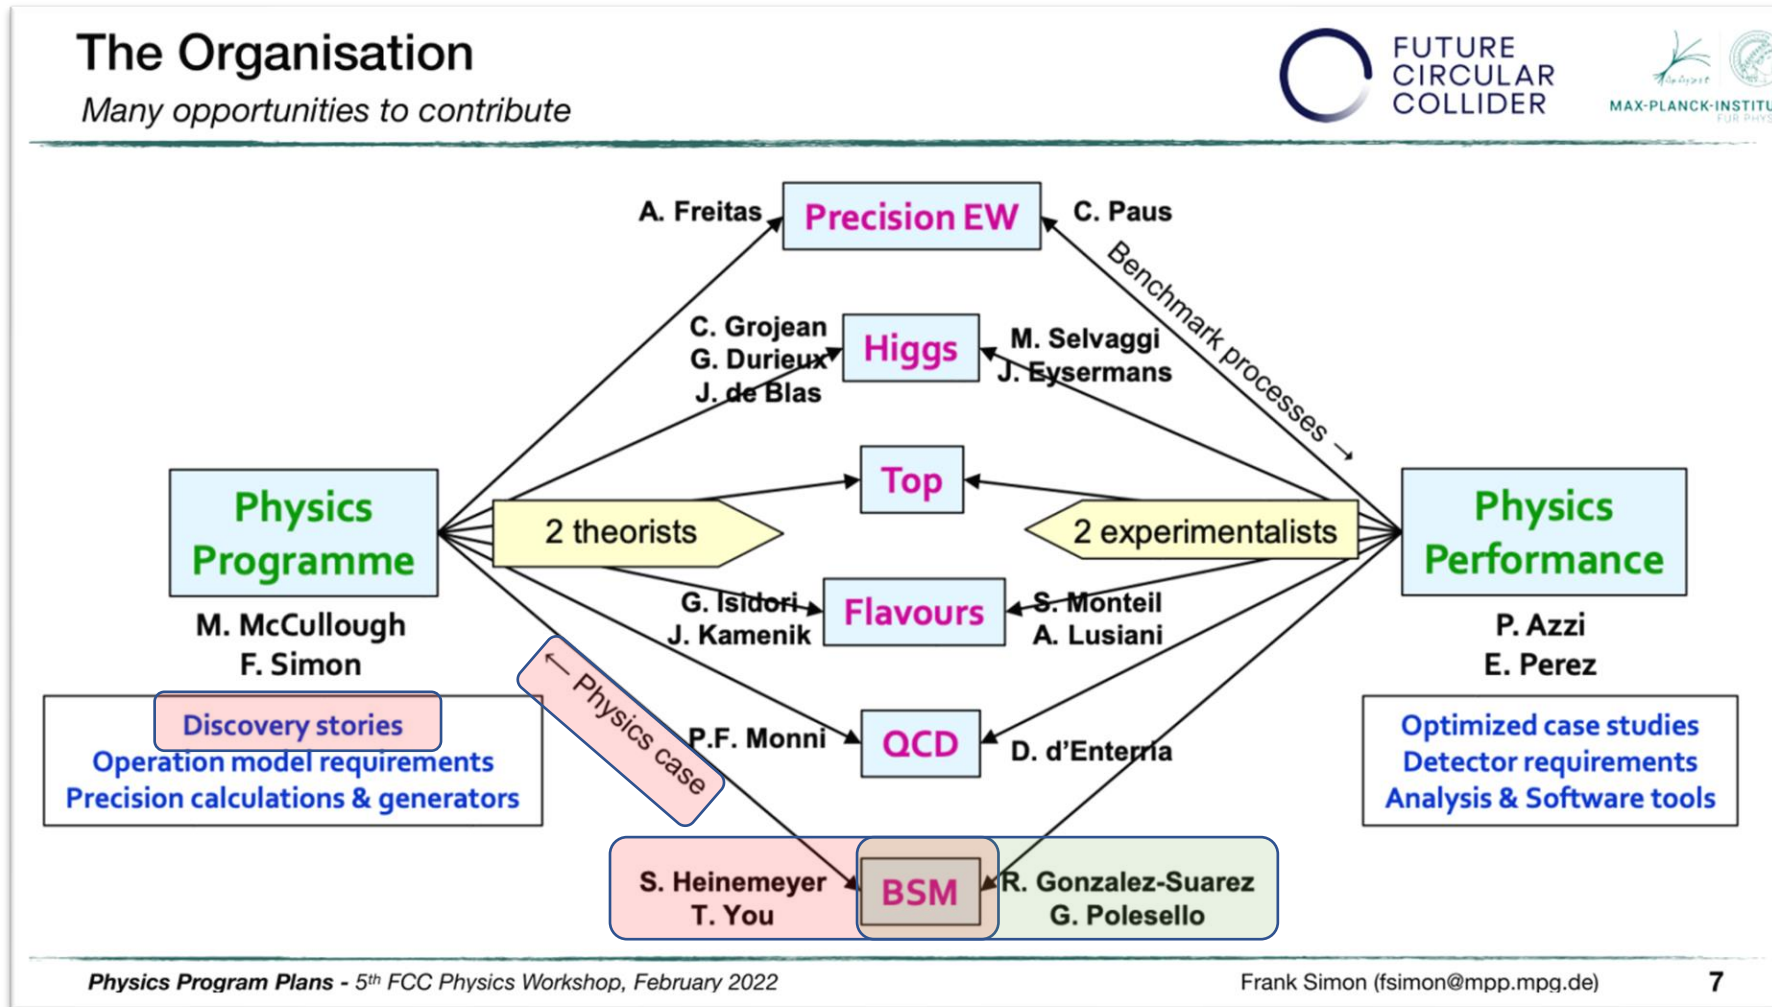 The Organisation
Many opportunities to contribute
FUTURE
CIRCULAR
COLLIDER
MAX-PLANCK-INSTITU
FÜR PHYS
A. Freitas
Precision EW
C. Paus
Benchmark processes →
C. Grojean
G. Durieux
J. de Blas
Higgs
M. Selvaggi
J. Eysermans
Top
Physics
Programme
2 theorists
2 experimentalists
Physics
Performance
M. McCullough
F. Simon
G. Isidori
J. Kamenik
Flavours
S. Monteil
A. Lusiani
P. Azzi
E. Perez
← Physics case
Discovery stories
Operation model requirements
Precision calculations & generators
P.F. Monni
QCD
D. d'Enterria
Optimized case studies
Detector requirements
Analysis & Software tools
S. Heinemeyer
T. You
BSM
R. Gonzalez-Suarez
G. Polesello
Physics Program Plans - 5th FCC Physics Workshop, February 2022
Frank Simon (fsimon@mpp.mpg.de)
7